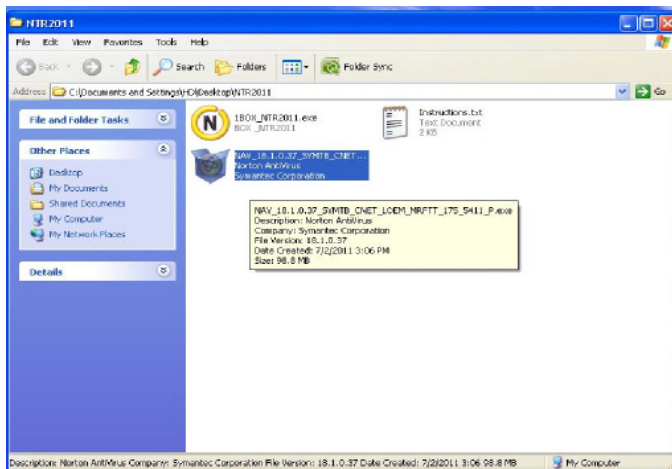 NTR2011
File Edit View Favorites Tools Help
Back Search Folders Folder Sync
Address C:\Documents and Settings\HD\Desktop\NTR2011 Go
File and Folder Tasks
Other Places
Desktop
My Documents
Shared Documents
My Computer
My Network Places
Details
1BOX_NTR2011.exe
BOX _NTR2011
Instructions.txt
Text Document
2 KB
NAV_18.1.0.37_SYMTB_CNET...
Norton AntiVirus
Symantec Corporation
NAV_18.1.0.37_SYMTB_CNET_LOEM_MRFTT_175_5411_P.exe
Description: Norton AntiVirus
Company: Symantec Corporation
File Version: 18.1.0.37
Date Created: 7/2/2011 3:06 PM
Size: 98.8 MB
Description: Norton AntiVirus Company: Symantec Corporation File Version: 18.1.0.37 Date Created: 7/2/2011 3:06 98.8 MB My Computer